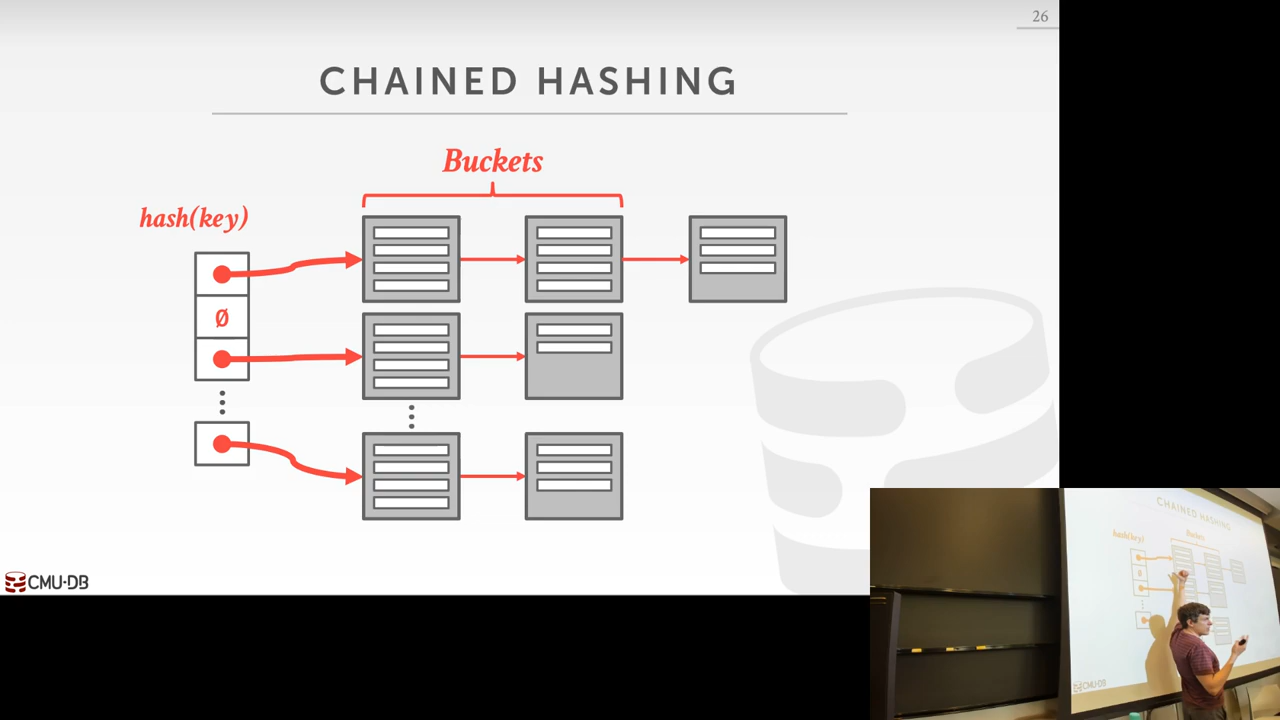 26
CHAINED HASHING
Buckets
hash(key)
Ø
CMU·DB
CHAINED HASHING
hash(key)
Buckets
Ø
CMU·DB